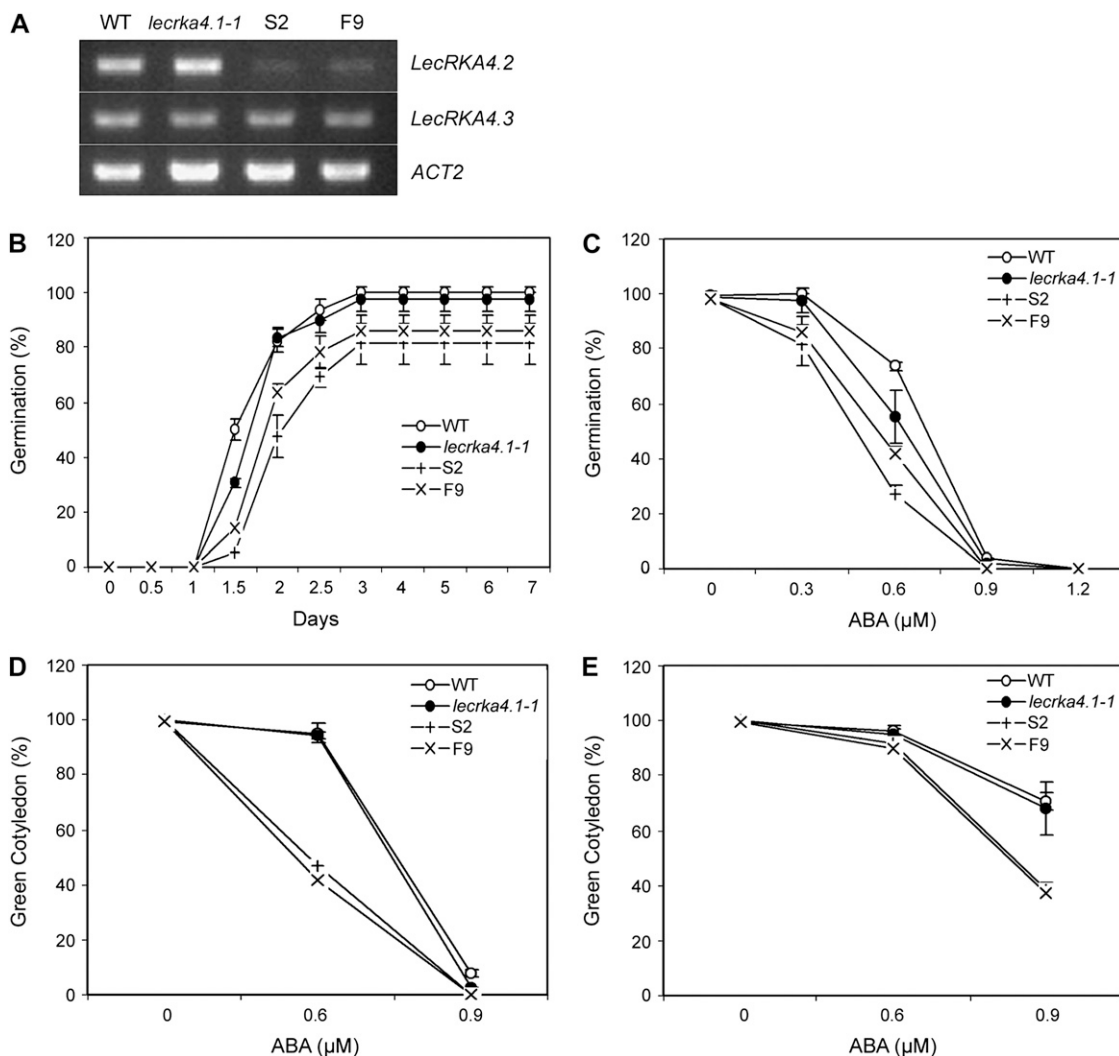 A
WT lecrka4.1-1 S2 F9
LecRKA4.2
LecRKA4.3
ACT2
B
120
100
80
60
40
20
0
Germination (%)
0 0.5 1 1.5 2 2.5 3 4 5 6 7
Days
WT
lecrka4.1-1
S2
F9
C
120
100
80
60
40
20
0
Germination (%)
0 0.3 0.6 0.9 1.2
ABA (µM)
WT
lecrka4.1-1
S2
F9
D
120
100
80
60
40
20
0
Green Cotyledon (%)
0 0.6 0.9
ABA (µM)
WT
lecrka4.1-1
S2
F9
E
120
100
80
60
40
20
0
Green Cotyledon (%)
0 0.6 0.9
ABA (µM)
WT
lecrka4.1-1
S2
F9